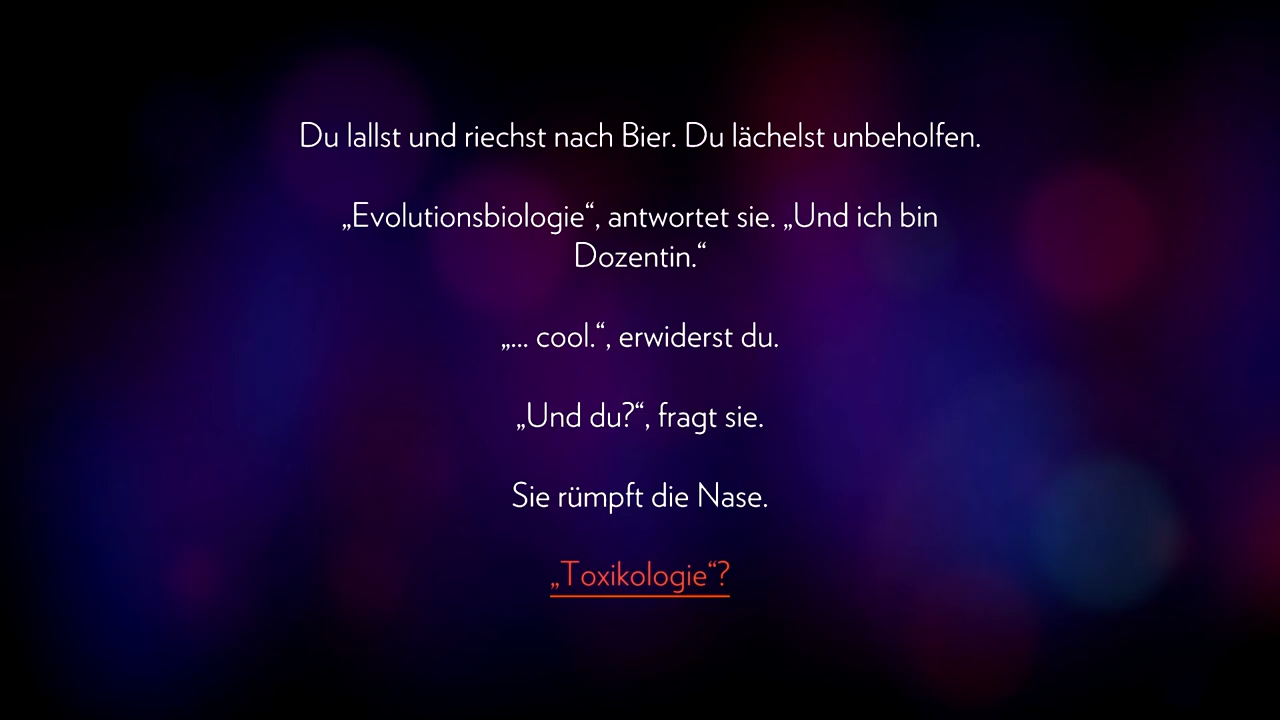 Du lallst und riechst nach Bier. Du lächelst unbeholfen.
„Evolutionsbiologie“, antwortet sie. „Und ich bin
Dozentin.“
„... cool.“, erwiderst du.
„Und du?“, fragt sie.
Sie rümpft die Nase.
„Toxikologie“?